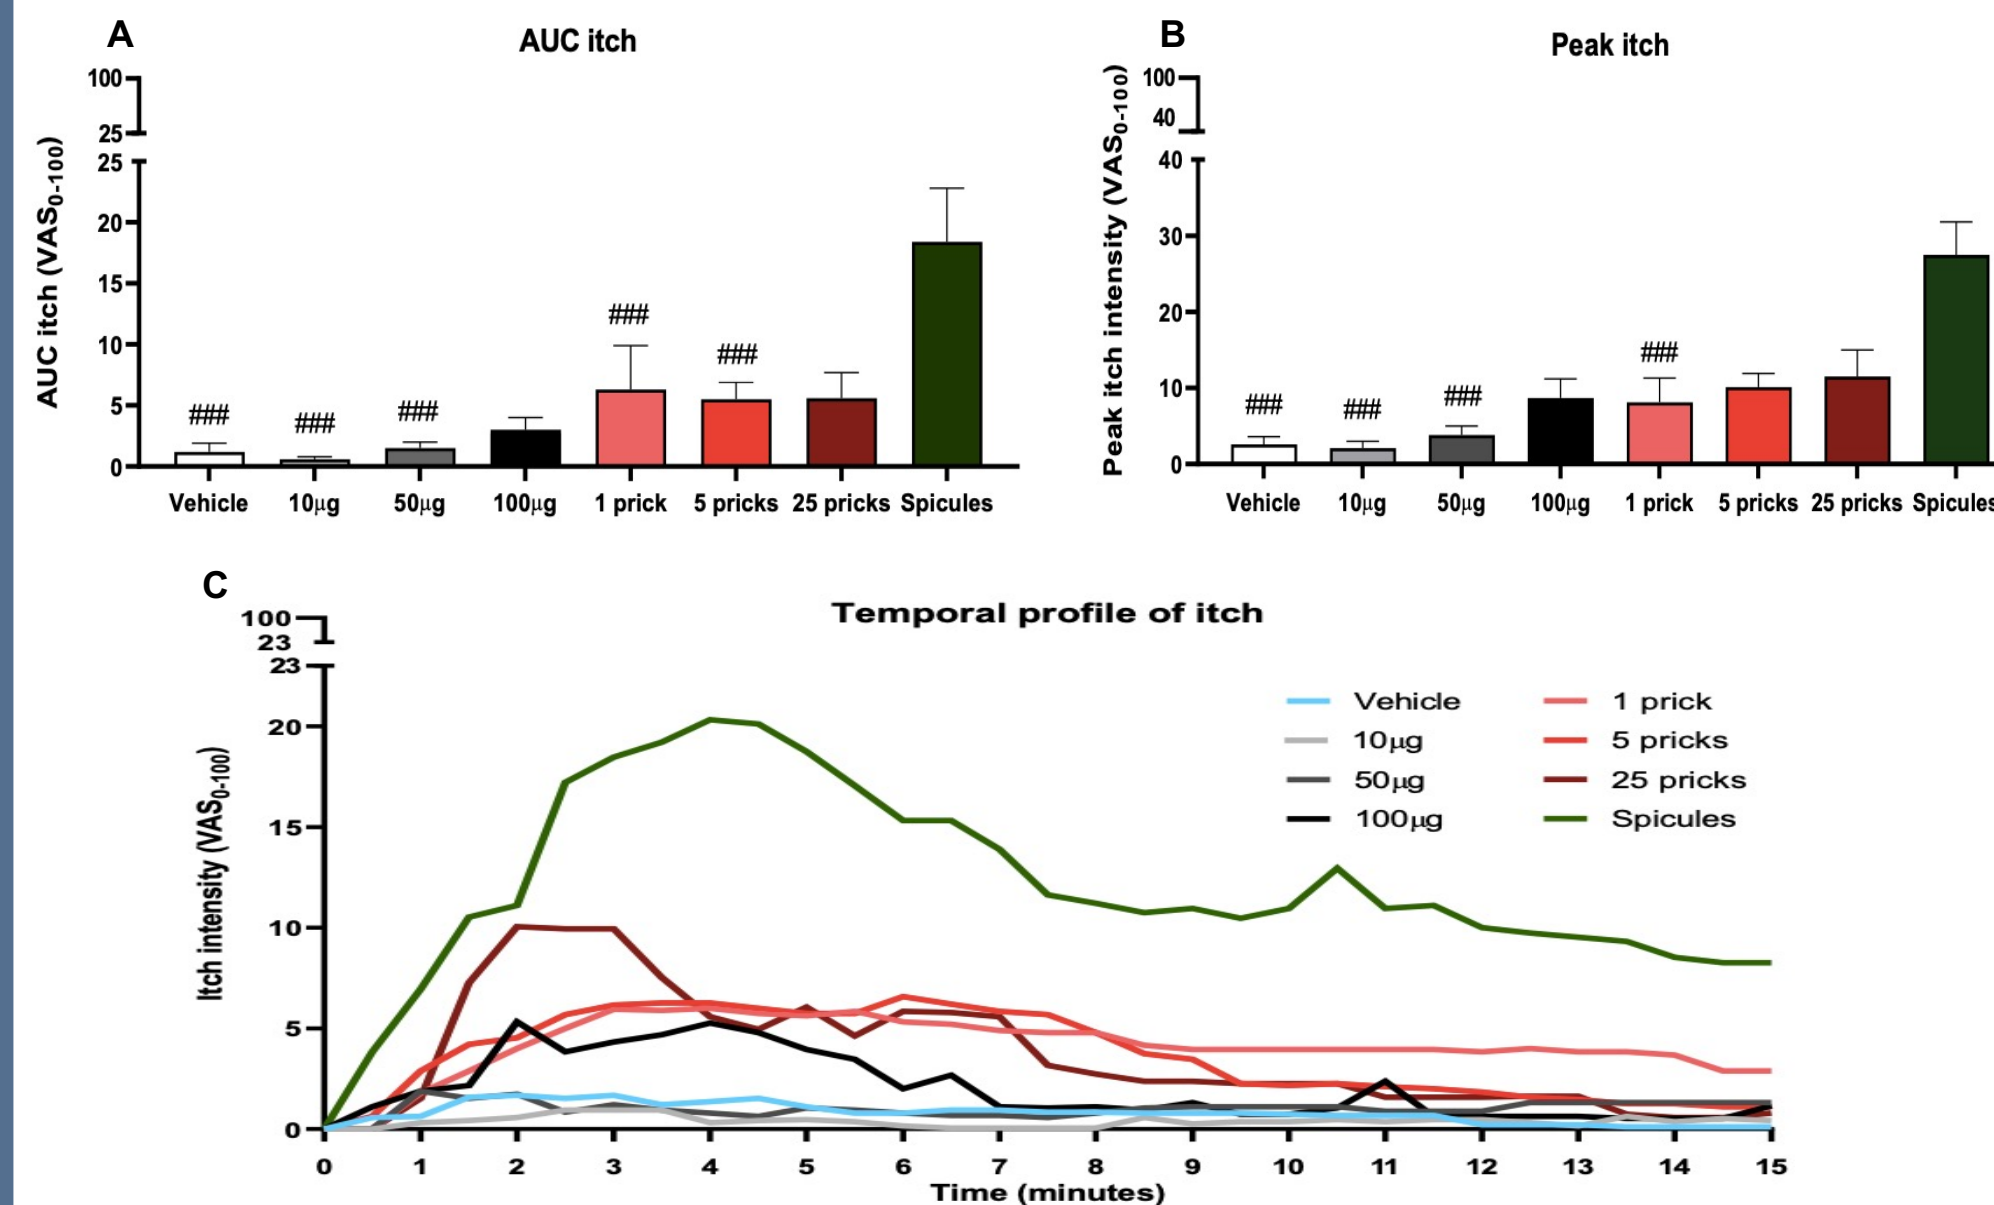 A
AUC itch
AUC itch (VAS0-100)
100
25
25
20
15
10
5
0
###
###
###
###
###
Vehicle 10µg 50µg 100µg 1 prick 5 pricks 25 pricks Spicules
B
Peak itch
Peak itch intensity (VAS0-100)
100
40
40
30
20
10
0
###
###
###
###
Vehicle 10µg 50µg 100µg 1 prick 5 pricks 25 pricks Spicules
C
Temporal profile of itch
Itch intensity (VAS0-100)
100
23
23
20
15
10
5
0
Vehicle 1 prick
10µg 5 pricks
50µg 25 pricks
100µg Spicules
0 1 2 3 4 5 6 7 8 9 10 11 12 13 14 15
Time (minutes)